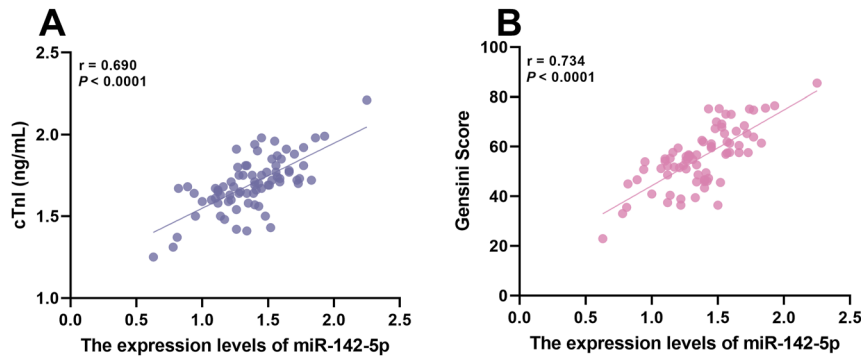 A
r = 0.690
P < 0.0001
cTnI (ng/mL)
2.5
2.0
1.5
1.0
0.0 0.5 1.0 1.5 2.0 2.5
The expression levels of miR-142-5p
B
r = 0.734
P < 0.0001
Gensini Score
100
80
60
40
20
0
0.0 0.5 1.0 1.5 2.0 2.5
The expression levels of miR-142-5p